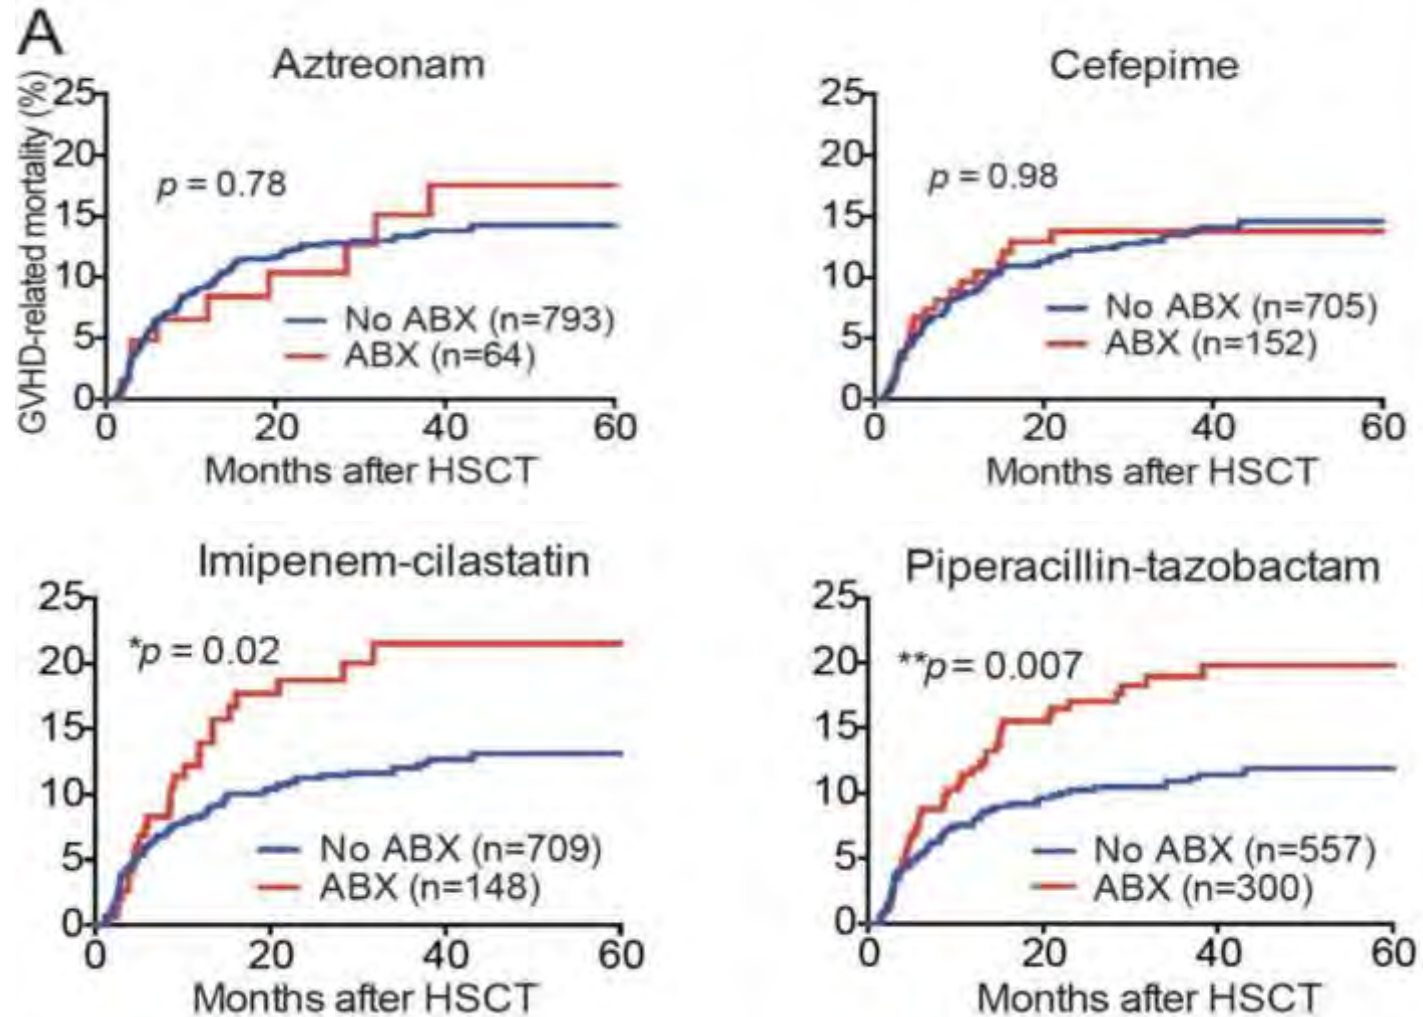 A
Aztreonam
GVHD-related mortality (%)
25
20
15
10
5
0
p = 0.78
No ABX (n=793)
ABX (n=64)
0 20 40 60
Months after HSCT
Cefepime
25
20
15
10
5
0
p = 0.98
No ABX (n=705)
ABX (n=152)
0 20 40 60
Months after HSCT
Imipenem-cilastatin
25
20
15
10
5
0
*p = 0.02
No ABX (n=709)
ABX (n=148)
0 20 40 60
Months after HSCT
Piperacillin-tazobactam
25
20
15
10
5
0
**p = 0.007
No ABX (n=557)
ABX (n=300)
0 20 40 60
Months after HSCT